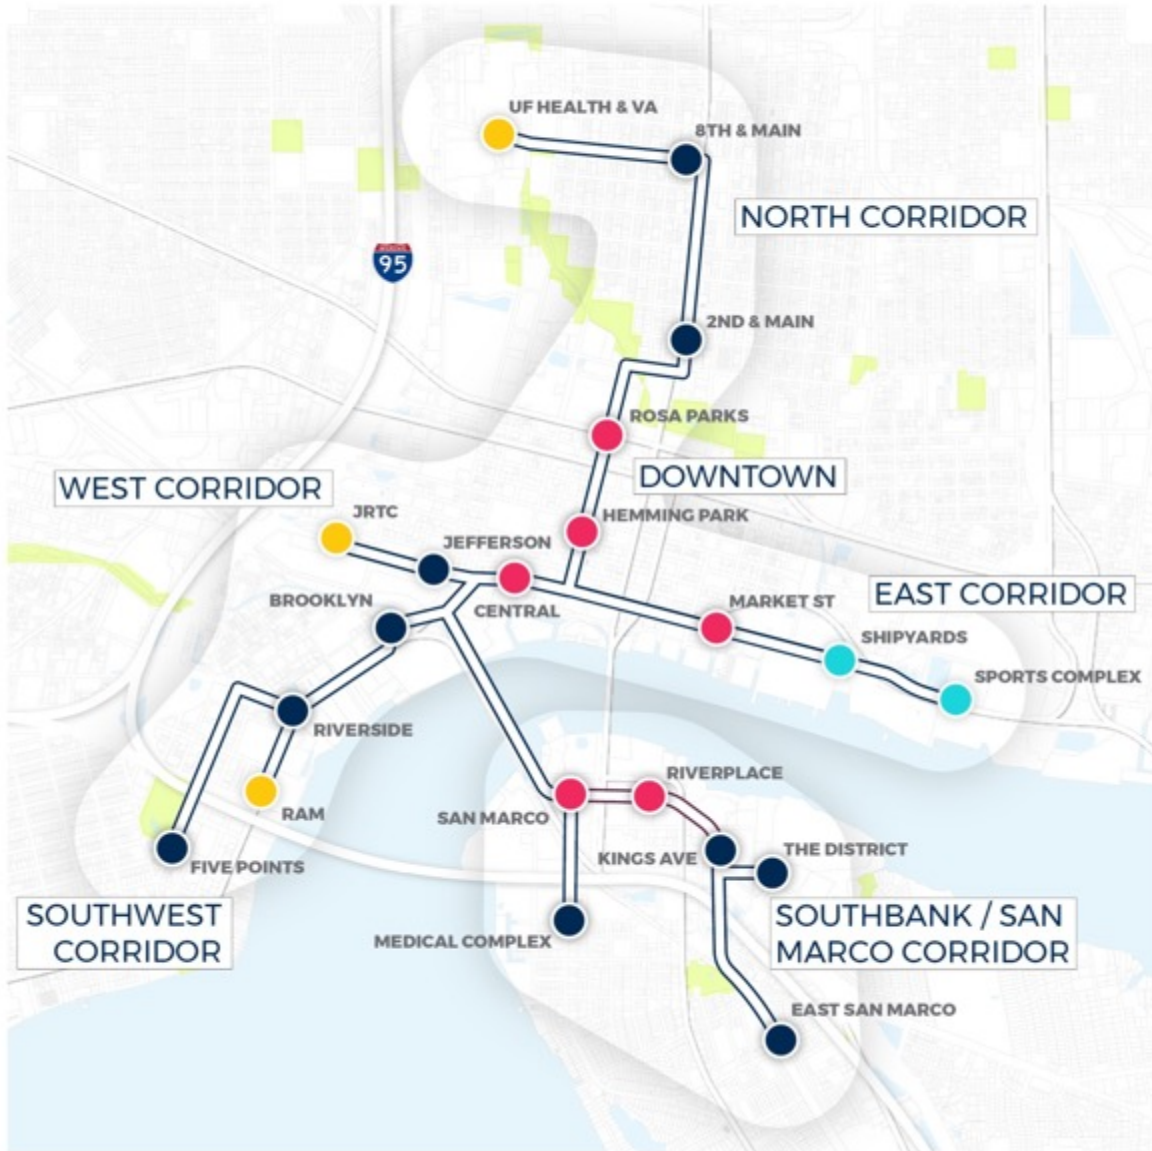 UF HEALTH & VA
8TH & MAIN
NORTH CORRIDOR
95
2ND & MAIN
ROSA PARKS
DOWNTOWN
WEST CORRIDOR
JRTC
HEMMING PARK
JEFFERSON
EAST CORRIDOR
BROOKLYN
CENTRAL
MARKET ST
SHIPYARDS
SPORTS COMPLEX
RIVERSIDE
RIVERPLACE
RAM
SAN MARCO
KINGS AVE
THE DISTRICT
FIVE POINTS
SOUTHWEST
CORRIDOR
SOUTHBANK / SAN
MARCO CORRIDOR
MEDICAL COMPLEX
EAST SAN MARCO